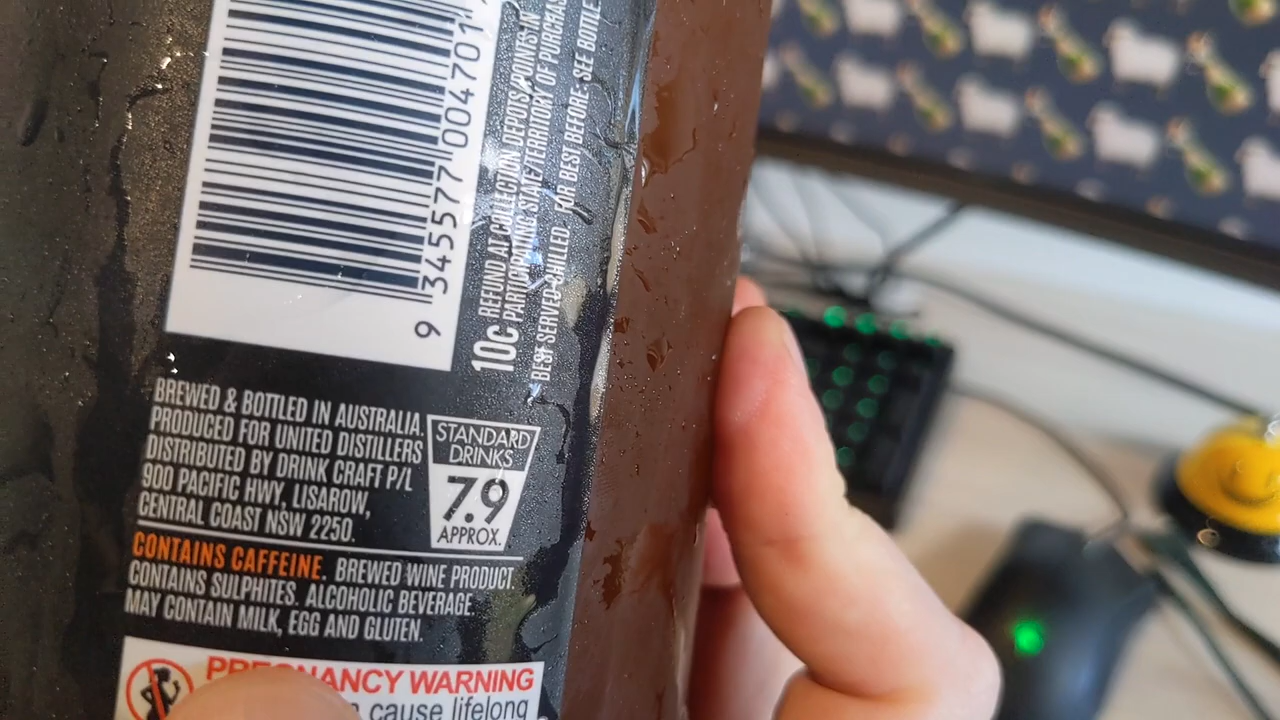 9 345577 004701
10c REFUND AT COLLECTION DEPOTS/POINTS IN
PARTICIPATING STATE/TERRITORY OF PURCHASE
BEST SERVED CHILLED FOR BEST BEFORE: SEE BOTTLE
BREWED & BOTTLED IN AUSTRALIA.
PRODUCED FOR UNITED DISTILLERS
DISTRIBUTED BY DRINK CRAFT P/L
900 PACIFIC HWY, LISAROW,
CENTRAL COAST NSW 2250.
STANDARD
DRINKS
7.9
APPROX.
CONTAINS CAFFEINE. BREWED WINE PRODUCT.
CONTAINS SULPHITES. ALCOHOLIC BEVERAGE.
MAY CONTAIN MILK, EGG AND GLUTEN.
PREGNANCY WARNING
cause lifelong